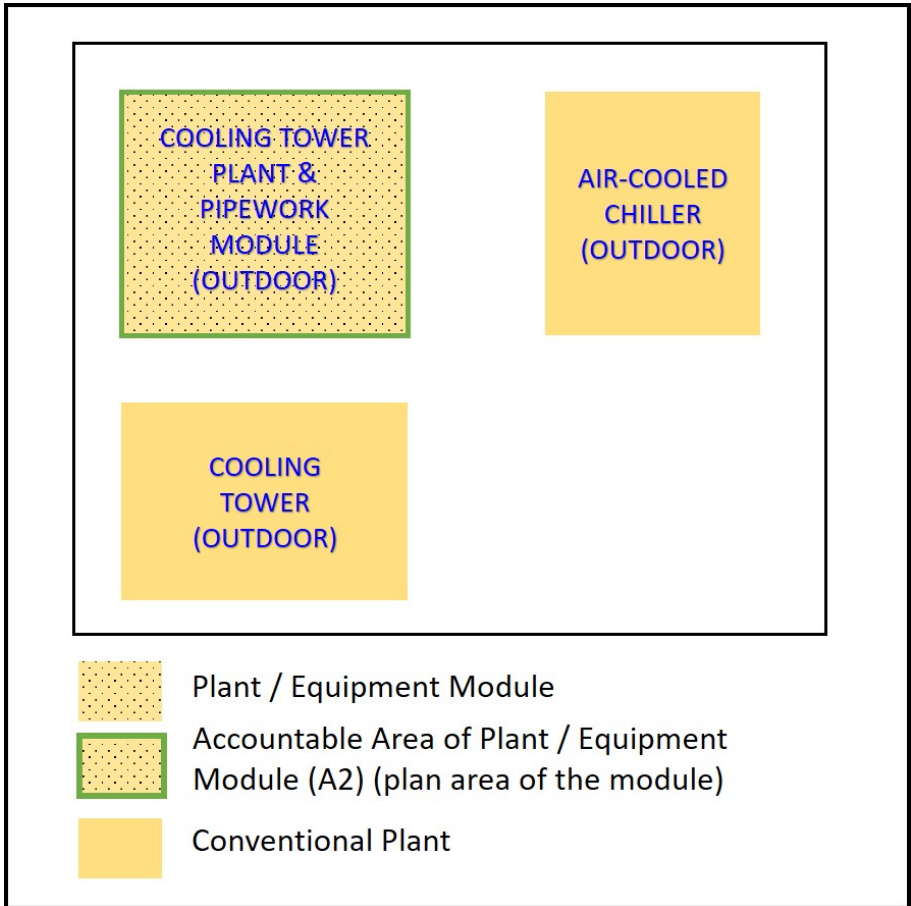 COOLING TOWER
PLANT &
PIPEWORK
MODULE
(OUTDOOR)
AIR-COOLED
CHILLER
(OUTDOOR)
COOLING
TOWER
(OUTDOOR)
Plant / Equipment Module
Accountable Area of Plant / Equipment
Module (A2) (plan area of the module)
Conventional Plant